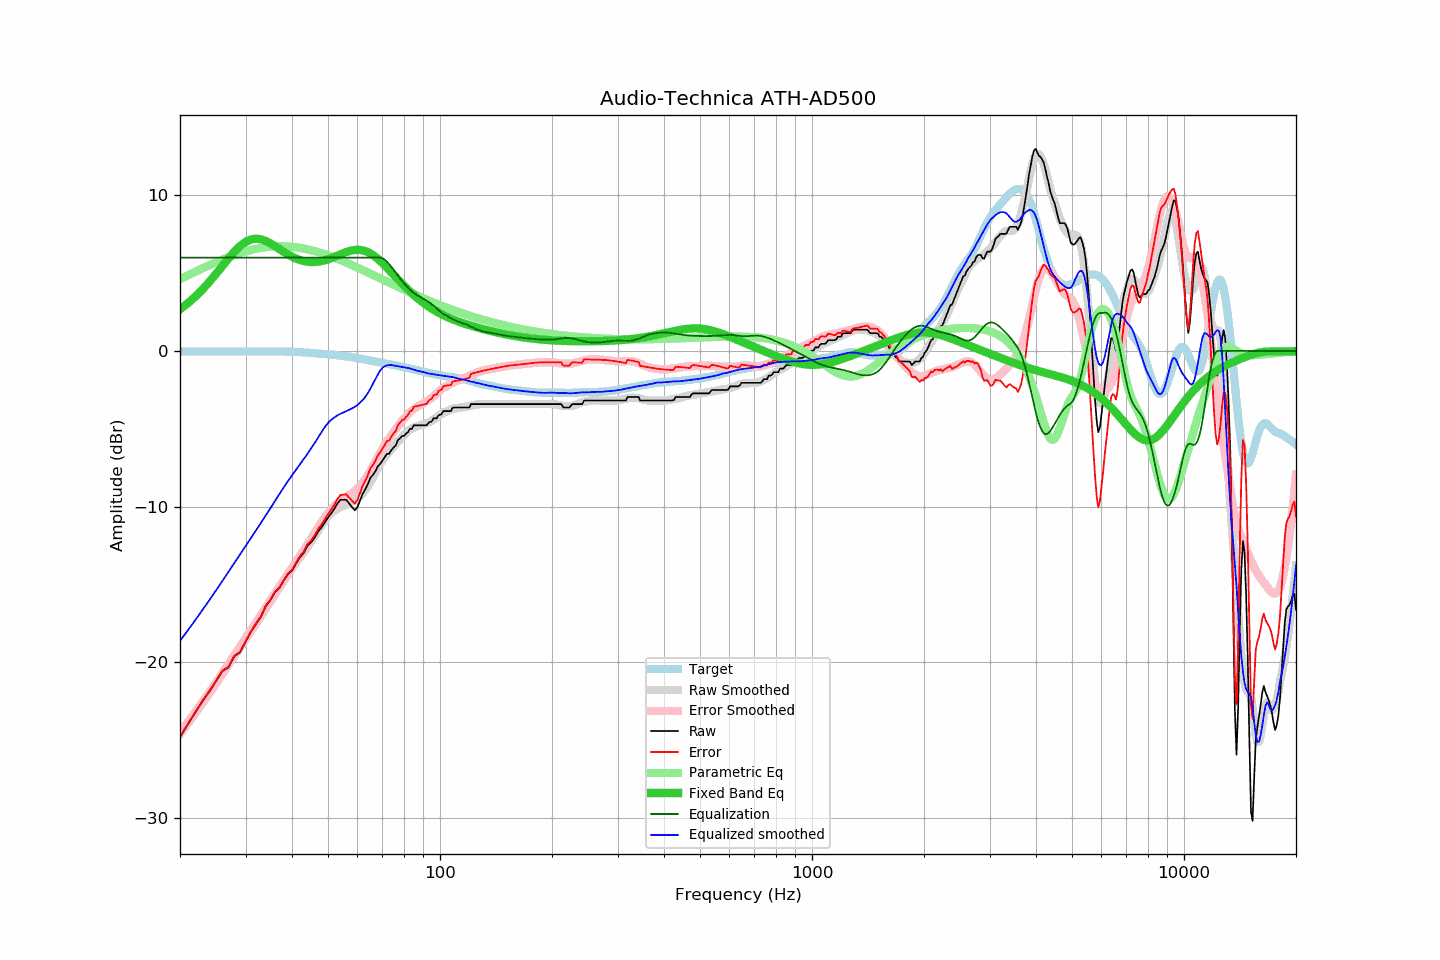 Audio-Technica ATH-AD500
Amplitude (dBr)
10
0
−10
−20
−30
Target
Raw Smoothed
Error Smoothed
Raw
Error
Parametric Eq
Fixed Band Eq
Equalization
Equalized smoothed
100 1000 10000
Frequency (Hz)